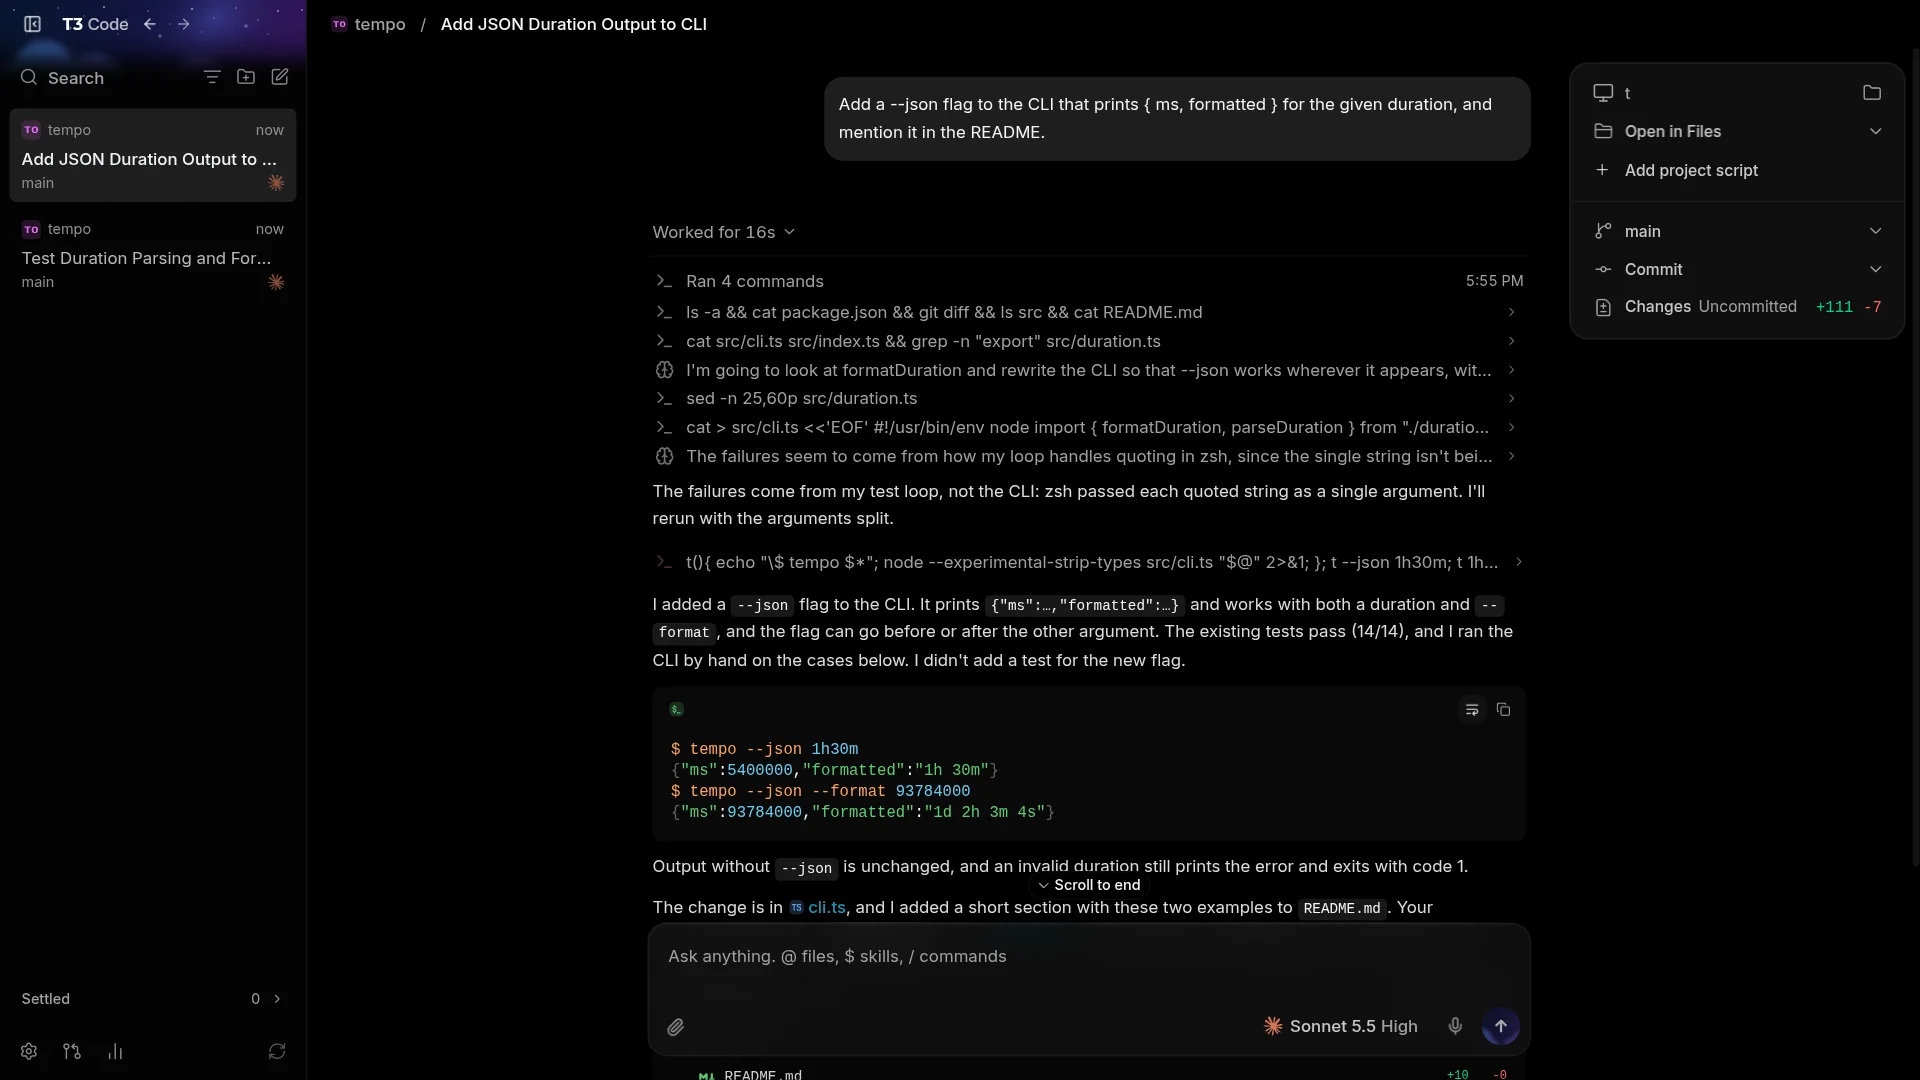 T3 Code
Search
TO tempo now
Add JSON Duration Output to ...
main
TO tempo now
Test Duration Parsing and For...
main
Settled 0
TO tempo / Add JSON Duration Output to CLI
Add a --json flag to the CLI that prints { ms, formatted } for the given duration, and
mention it in the README.
Worked for 16s
Ran 4 commands 5:55 PM
ls -a && cat package.json && git diff && ls src && cat README.md
cat src/cli.ts src/index.ts && grep -n "export" src/duration.ts
I'm going to look at formatDuration and rewrite the CLI so that --json works wherever it appears, wit...
sed -n 25,60p src/duration.ts
cat > src/cli.ts <<'EOF' #!/usr/bin/env node import { formatDuration, parseDuration } from "./duratio...
The failures seem to come from how my loop handles quoting in zsh, since the single string isn't bei...
The failures come from my test loop, not the CLI: zsh passed each quoted string as a single argument. I'll
rerun with the arguments split.
t(){ echo "\$ tempo $*"; node --experimental-strip-types src/cli.ts "$@" 2>&1; }; t --json 1h30m; t 1h...
I added a --json flag to the CLI. It prints {"ms":…,"formatted":…} and works with both a duration and --
format, and the flag can go before or after the other argument. The existing tests pass (14/14), and I ran the
CLI by hand on the cases below. I didn't add a test for the new flag.
$_
$ tempo --json 1h30m
{"ms":5400000,"formatted":"1h 30m"}
$ tempo --json --format 93784000
{"ms":93784000,"formatted":"1d 2h 3m 4s"}
Output without --json is unchanged, and an invalid duration still prints the error and exits with code 1.
Scroll to end
The change is in TS cli.ts, and I added a short section with these two examples to README.md. Your
Ask anything. @ files, $ skills, / commands
Sonnet 5.5 High
README.md +10 -0
t
Open in Files
Add project script
main
Commit
Changes Uncommitted +111 -7